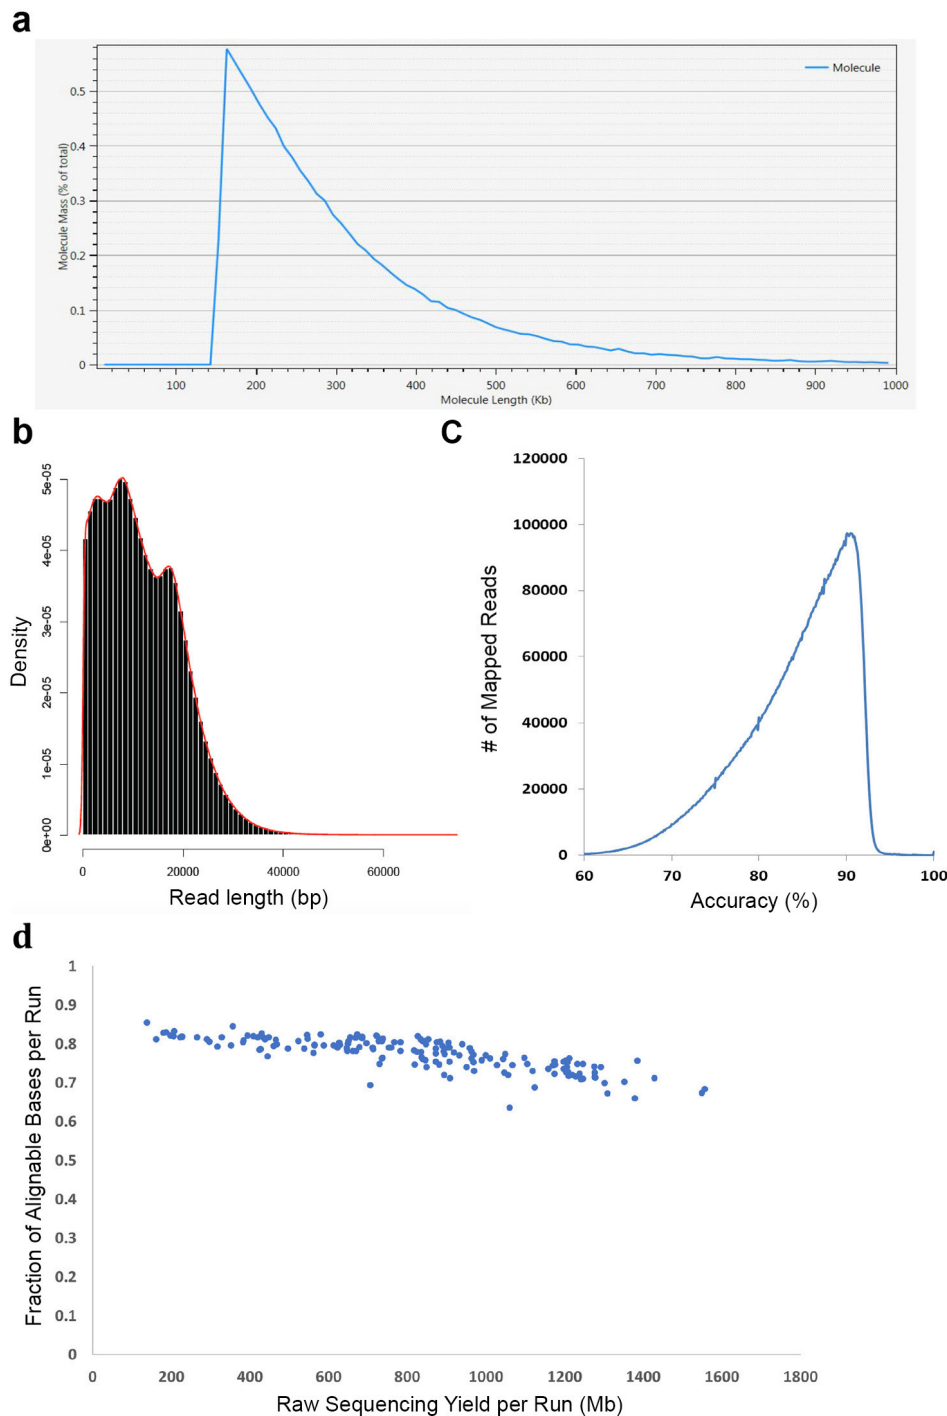 a
Molecule
Molecule Mass (% of total)
0.5
0.4
0.3
0.2
0.1
0
100 200 300 400 500 600 700 800 900 1000
Molecule Length (Kb)
b
Density
5e-05
4e-05
3e-05
2e-05
1e-05
0e+00
0 20000 40000 60000
Read length (bp)
C
# of Mapped Reads
120000
100000
80000
60000
40000
20000
0
60 70 80 90 100
Accuracy (%)
d
Fraction of Alignable Bases per Run
1
0.9
0.8
0.7
0.6
0.5
0.4
0.3
0.2
0.1
0
0 200 400 600 800 1000 1200 1400 1600 1800
Raw Sequencing Yield per Run (Mb)